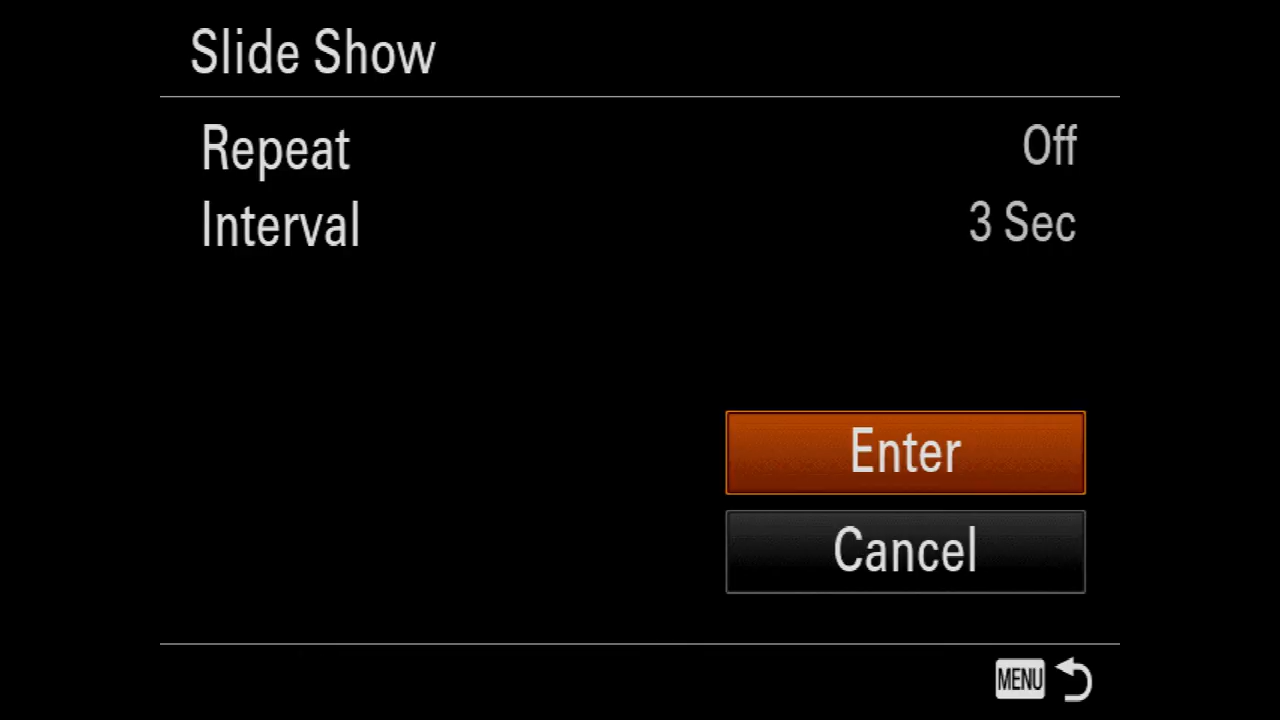 Slide Show
Repeat Off
Interval 3 Sec
Enter
Cancel
MENU